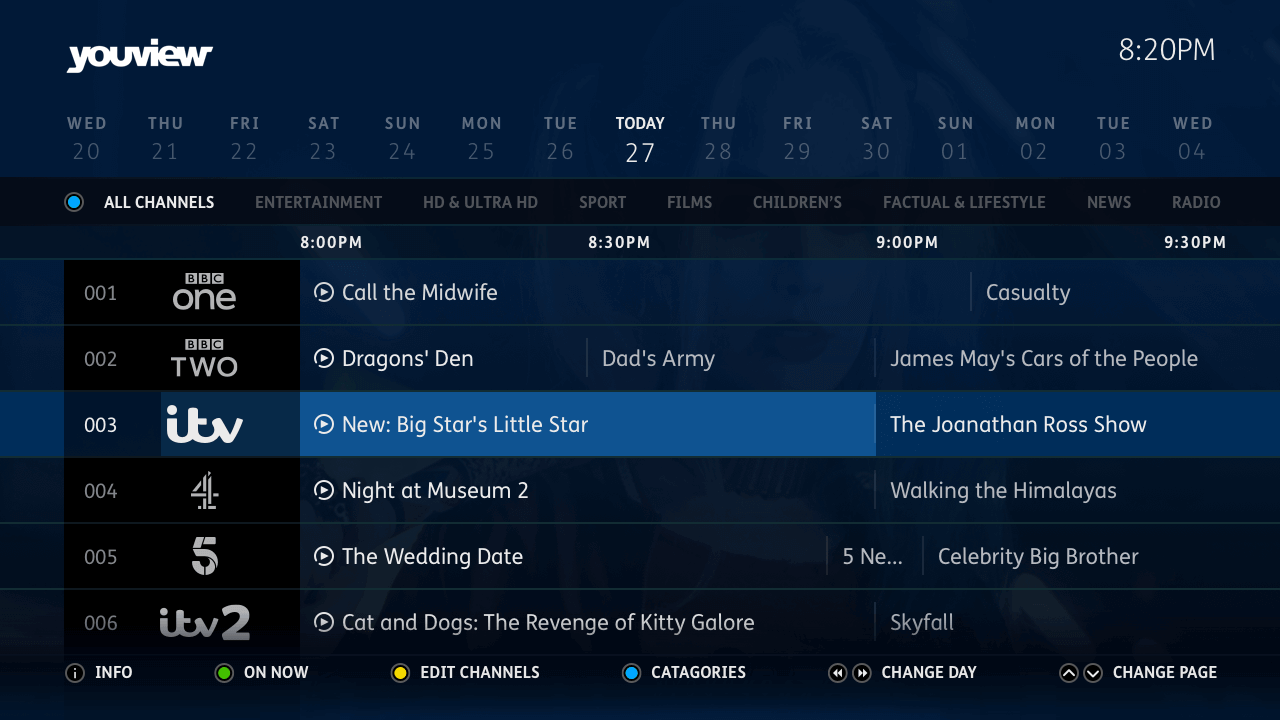 youview
8:20PM
WED THU FRI SAT SUN MON TUE TODAY THU FRI SAT SUN MON TUE WED
20 21 22 23 24 25 26 27 28 29 30 01 02 03 04
ALL CHANNELS ENTERTAINMENT HD & ULTRA HD SPORT FILMS CHILDREN'S FACTUAL & LIFESTYLE NEWS RADIO
8:00PM 8:30PM 9:00PM 9:30PM
001 BBC one Call the Midwife Casualty
002 BBC TWO Dragons' Den Dad's Army James May's Cars of the People
003 itv New: Big Star's Little Star The Joanathan Ross Show
004 4 Night at Museum 2 Walking the Himalayas
005 5 The Wedding Date 5 Ne... Celebrity Big Brother
006 itv2 Cat and Dogs: The Revenge of Kitty Galore Skyfall
i INFO ON NOW EDIT CHANNELS CATAGORIES CHANGE DAY CHANGE PAGE